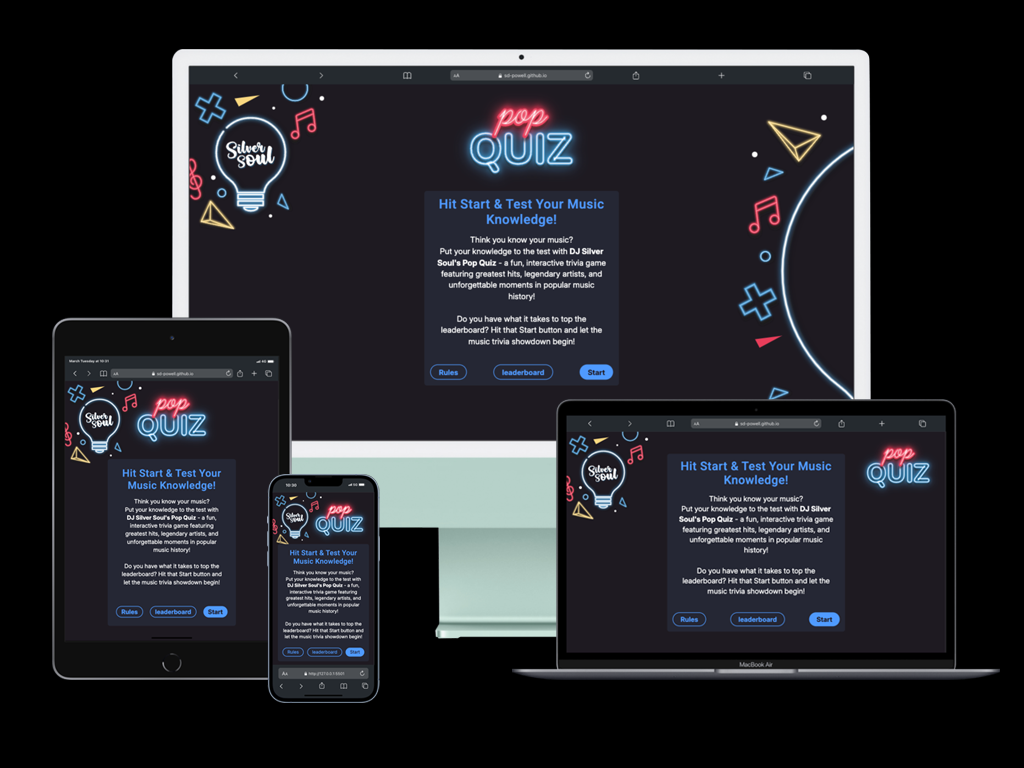 AA sd-powell.github.io
Silver
Soul
pop
QUIZ
Hit Start & Test Your Music
Knowledge!
Think you know your music?
Put your knowledge to the test with DJ Silver
Soul's Pop Quiz - a fun, interactive trivia game
featuring greatest hits, legendary artists, and
unforgettable moments in popular music
history!
Do you have what it takes to top the
leaderboard? Hit that Start button and let the
music trivia showdown begin!
Rules leaderboard Start
March Tuesday at 10:31 4G
AA sd-powell.github.io
Silver
Soul
pop
QUIZ
Hit Start & Test Your
Music Knowledge!
Think you know your music?
Put your knowledge to the test with
DJ Silver Soul's Pop Quiz - a fun,
interactive trivia game featuring
greatest hits, legendary artists, and
unforgettable moments in popular
music history!
Do you have what it takes to top the
leaderboard? Hit that Start button and
let the music trivia showdown begin!
Rules leaderboard Start
10:30
Silver
Soul
pop
QUIZ
Hit Start & Test Your
Music Knowledge!
Think you know your music?
Put your knowledge to the test with
DJ Silver Soul's Pop Quiz - a fun,
interactive trivia game featuring
greatest hits, legendary artists, and
unforgettable moments in popular
music history!
Do you have what it takes to top the
leaderboard? Hit that Start button and
let the music trivia showdown begin!
Rules leaderboard Start
AA
AA sd-powell.github.io
Silver
Soul
pop
QUIZ
Hit Start & Test Your Music
Knowledge!
Think you know your music?
Put your knowledge to the test with DJ Silver
Soul's Pop Quiz - a fun, interactive trivia game
featuring greatest hits, legendary artists, and
unforgettable moments in popular music
history!
Do you have what it takes to top the
leaderboard? Hit that Start button and let the
music trivia showdown begin!
Rules leaderboard Start
MacBook Air